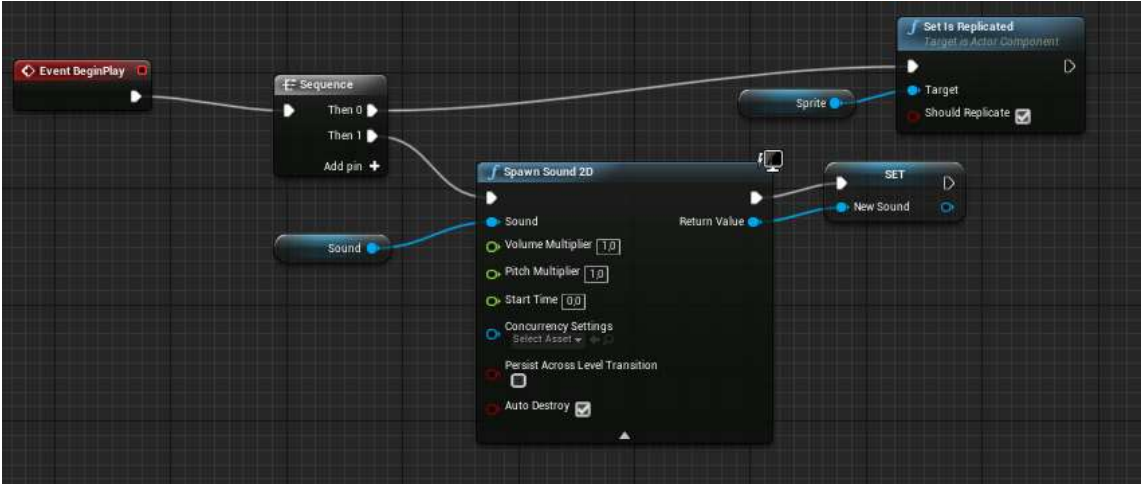 Event BeginPlay
Sequence
Then 0
Then 1
Add pin
Sound
Spawn Sound 2D
Sound
Return Value
Volume Multiplier 1,0
Pitch Multiplier 1,0
Start Time 0,0
Concurrency Settings
Select Asset
Persist Across Level Transition
Auto Destroy
Sprite
Set Is Replicated
Target is Actor Component
Target
Should Replicate
SET
New Sound